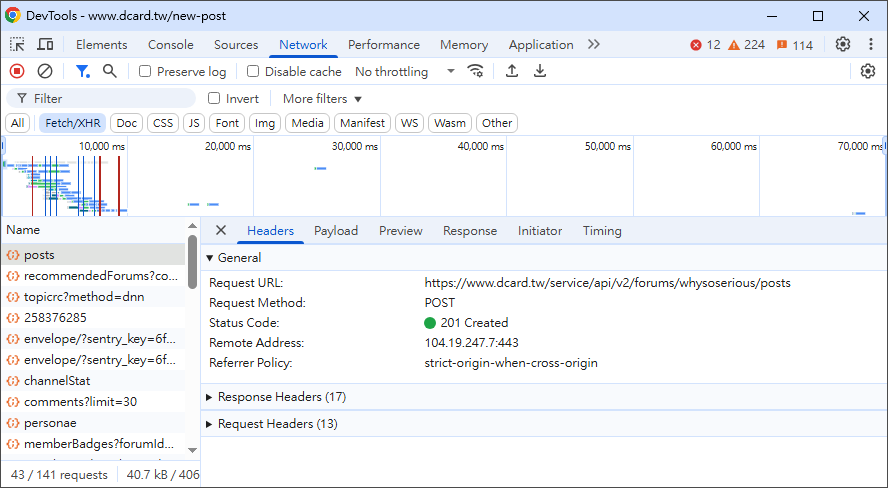 DevTools - www.dcard.tw/new-post
Elements Console Sources Network Performance Memory Application 12 224 114
Preserve log Disable cache No throttling
Filter Invert More filters
All Fetch/XHR Doc CSS JS Font Img Media Manifest WS Wasm Other
10,000 ms 20,000 ms 30,000 ms 40,000 ms 50,000 ms 60,000 ms 70,000 ms
Name
posts
recommendedForums?co...
topicrc?method=dnn
258376285
envelope/?sentry_key=6f...
envelope/?sentry_key=6f...
channelStat
comments?limit=30
personae
memberBadges?forumId...
43 / 141 requests 40.7 kB / 406
Headers Payload Preview Response Initiator Timing
General
Request URL: https://www.dcard.tw/service/api/v2/forums/whysoserious/posts
Request Method: POST
Status Code: 201 Created
Remote Address: 104.19.247.7:443
Referrer Policy: strict-origin-when-cross-origin
Response Headers (17)
Request Headers (13)